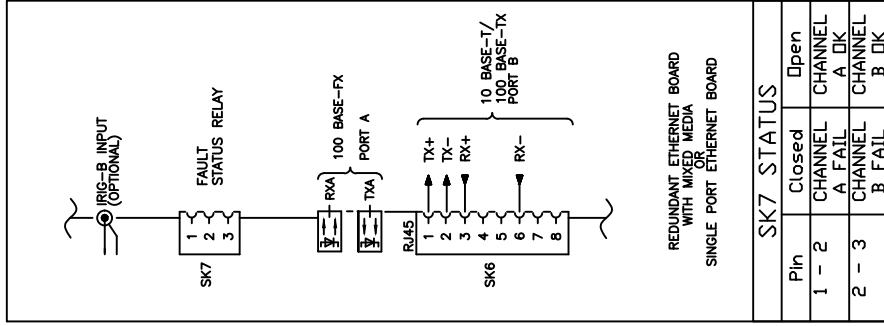 IRIG-B INPUT
(OPTIONAL)
SK7
1
2
3
FAULT
STATUS RELAY
RXA
TXA
100 BASE-FX
PORT A
RJ45
SK6
1
2
3
4
5
6
7
8
TX+
TX-
RX+
RX-
10 BASE-T/
100 BASE-TX
PORT B
REDUNDANT ETHERNET BOARD
WITH MIXED MEDIA
OR
SINGLE PORT ETHERNET BOARD
SK7 STATUS
Pin Closed Open
1 - 2 CHANNEL A FAIL CHANNEL A OK
2 - 3 CHANNEL B FAIL CHANNEL B OK